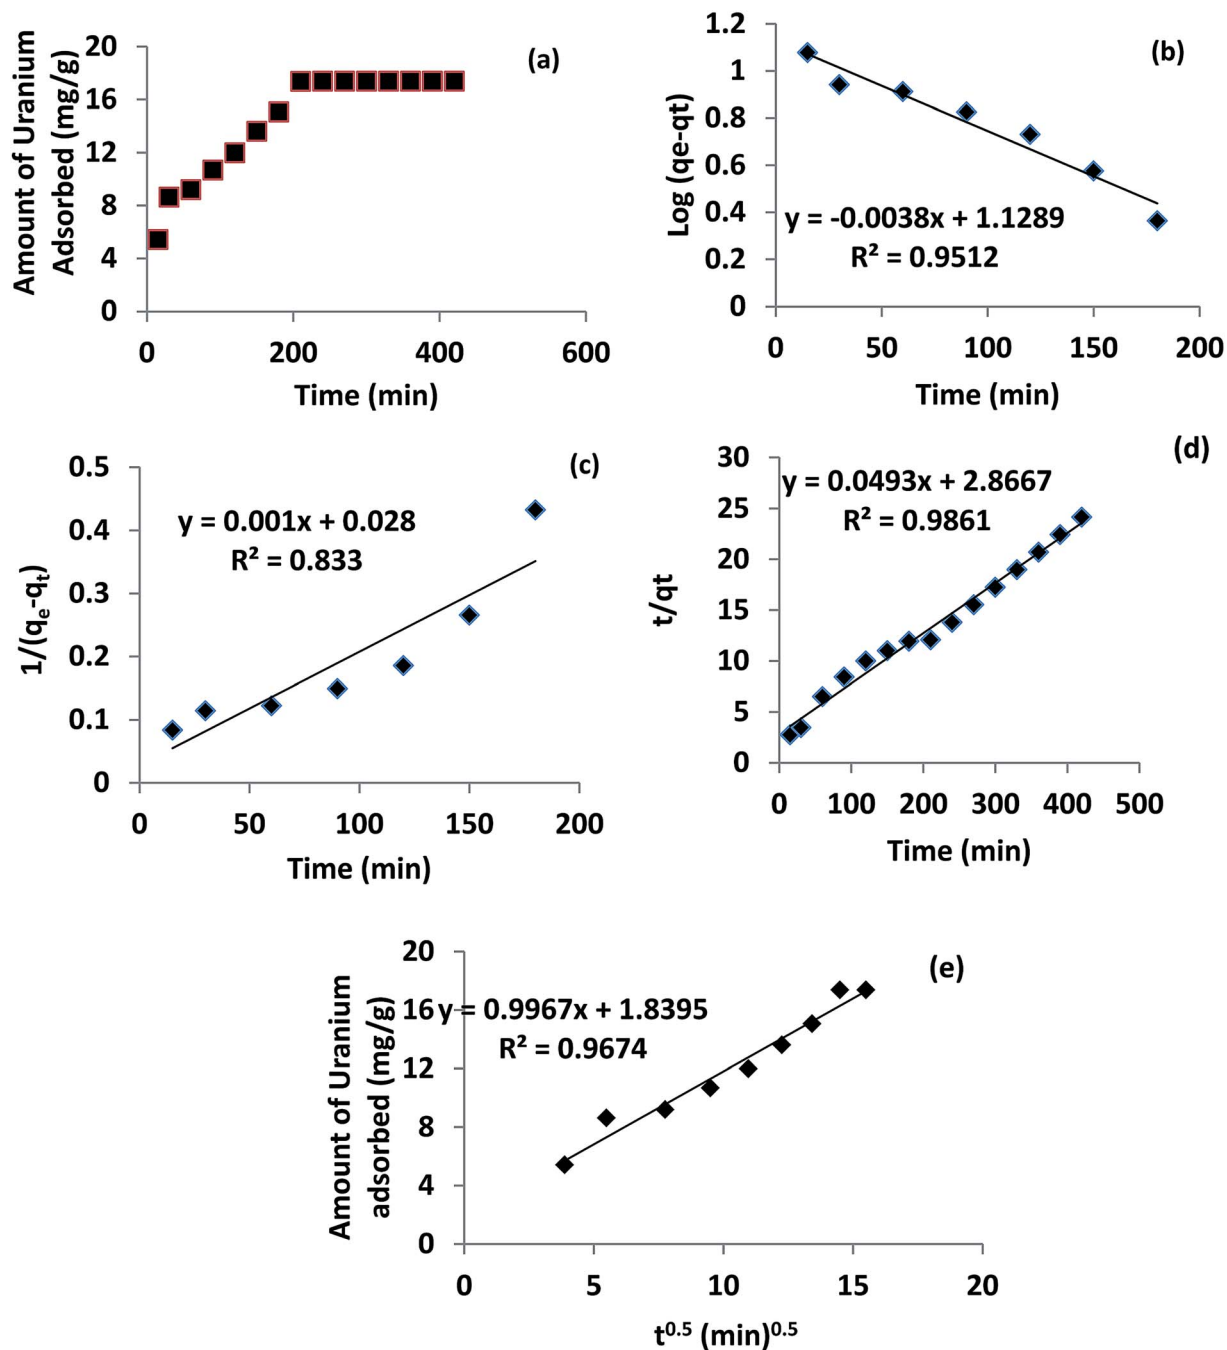 (a)
Amount of Uranium
Adsorbed (mg/g)
20
16
12
8
4
0
0 200 400 600
Time (min)
(b)
Log (qe-qt)
1.2
1
0.8
0.6
0.4
0.2
0
y = -0.0038x + 1.1289
R² = 0.9512
0 50 100 150 200
Time (min)
(c)
1/(qₑ-qₜ)
0.5
0.4
0.3
0.2
0.1
0
y = 0.001x + 0.028
R² = 0.833
0 50 100 150 200
Time (min)
(d)
t/qt
30
25
20
15
10
5
0
y = 0.0493x + 2.8667
R² = 0.9861
0 100 200 300 400 500
Time (min)
(e)
Amount of Uranium
adsorbed (mg/g)
20
16
12
8
4
0
y = 0.9967x + 1.8395
R² = 0.9674
0 5 10 15 20
t⁰·⁵ (min)⁰·⁵